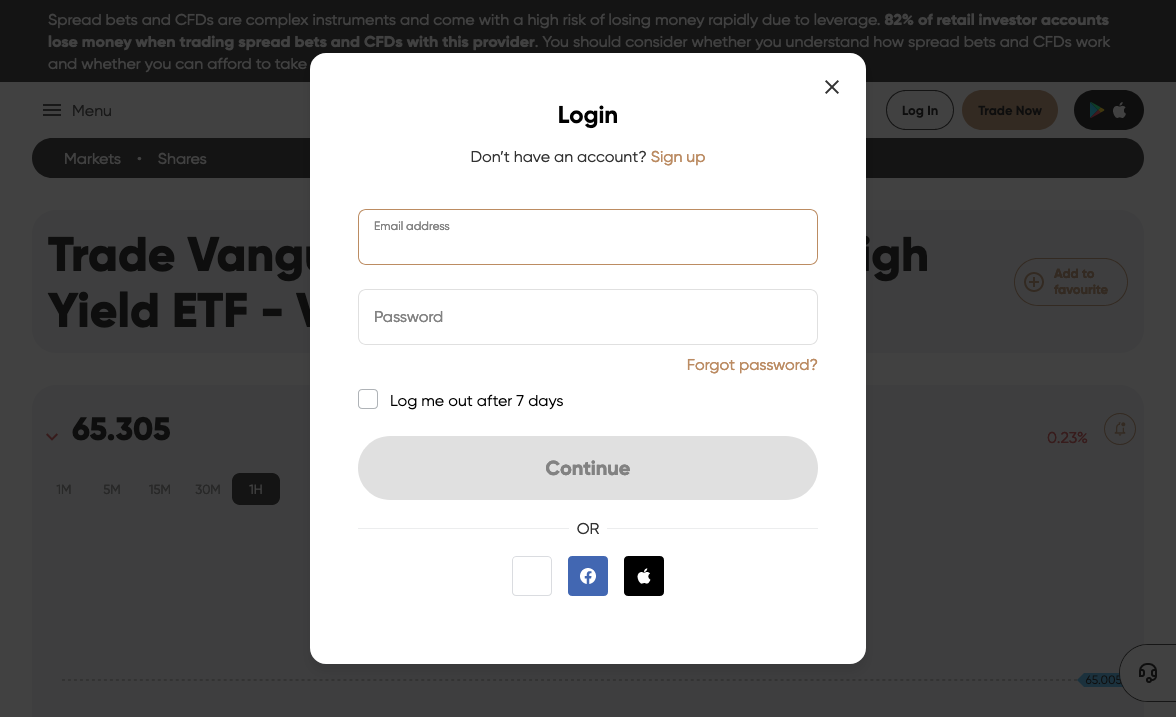 Spread bets and CFDs are complex instruments and come with a high risk of losing money rapidly due to leverage. 82% of retail investor accounts
lose money when trading spread bets and CFDs with this provider. You should consider whether you understand how spread bets and CFDs work
and whether you can afford to take
Menu
Log In
Trade Now
Markets • Shares
Trade Vangu
igh
Yield ETF - V
Add to
favourite
65.305
0.23%
1M
5M
15M
30M
1H
65.005
Login
Don't have an account? Sign up
Email address
Password
Forgot password?
Log me out after 7 days
Continue
OR